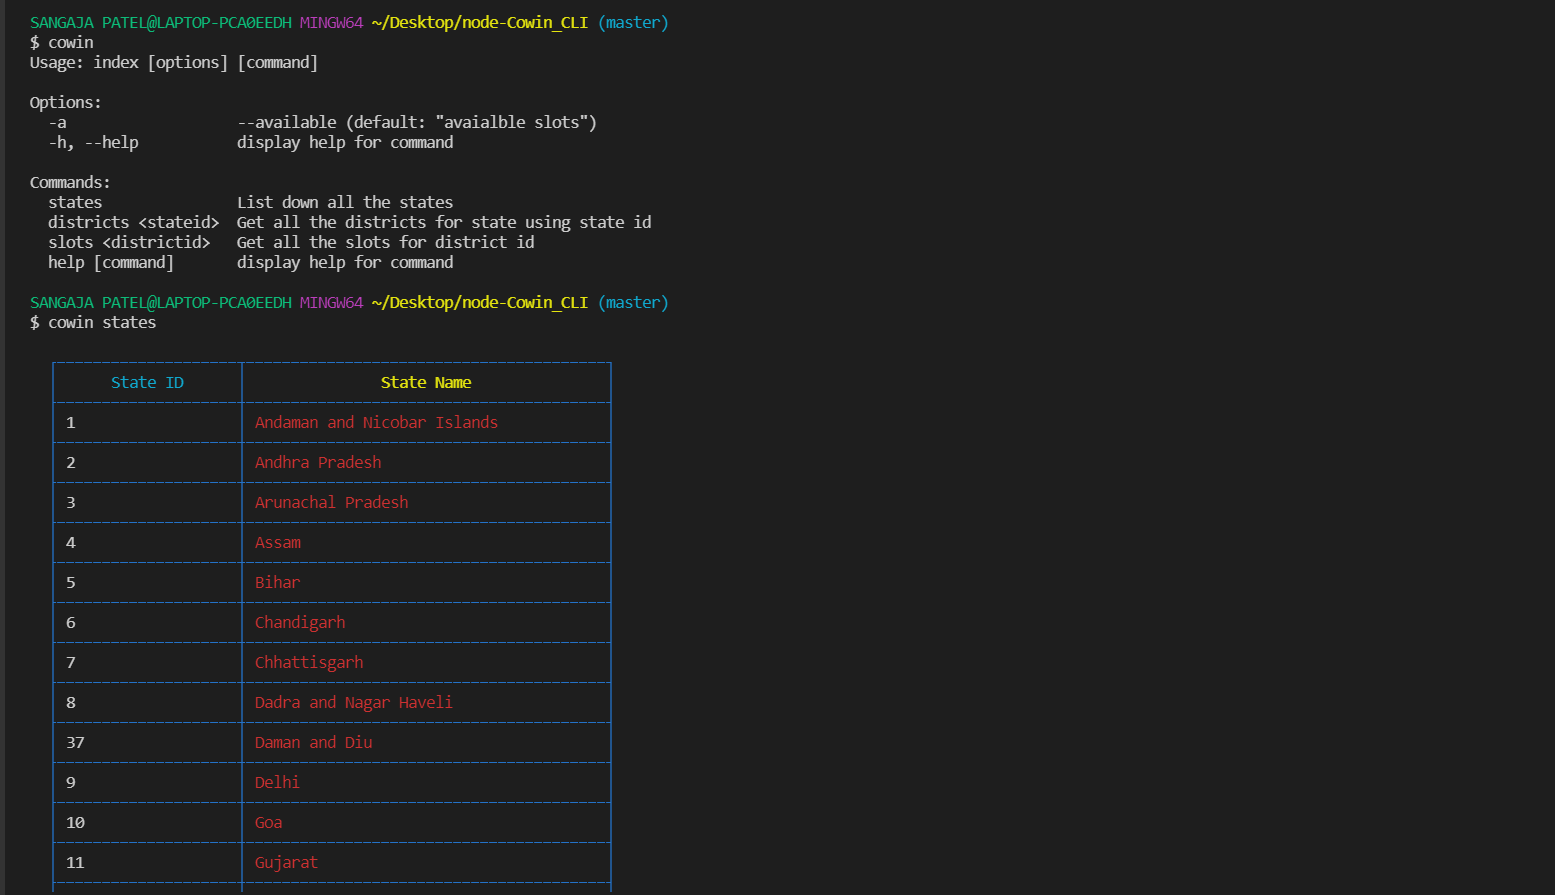 SANGAJA PATEL@LAPTOP-PCA0EEDH MINGW64 ~/Desktop/node-Cowin_CLI (master)
$ cowin
Usage: index [options] [command]
Options:
-a --available (default: "avaialble slots")
-h, --help display help for command
Commands:
states List down all the states
districts <stateid> Get all the districts for state using state id
slots <districtid> Get all the slots for district id
help [command] display help for command
SANGAJA PATEL@LAPTOP-PCA0EEDH MINGW64 ~/Desktop/node-Cowin_CLI (master)
$ cowin states
State ID State Name
1 Andaman and Nicobar Islands
2 Andhra Pradesh
3 Arunachal Pradesh
4 Assam
5 Bihar
6 Chandigarh
7 Chhattisgarh
8 Dadra and Nagar Haveli
37 Daman and Diu
9 Delhi
10 Goa
11 Gujarat